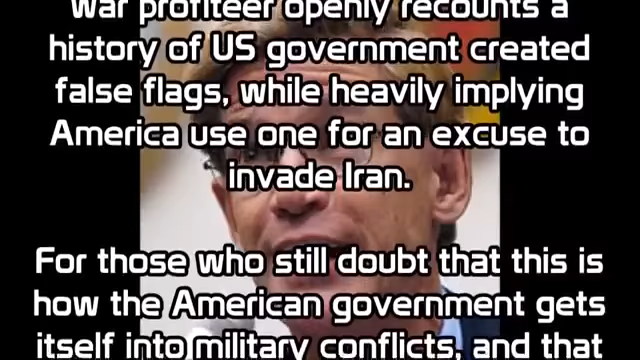 war profiteer openly recounts a
history of US government created
false flags, while heavily implying
America use one for an excuse to
invade Iran.
For those who still doubt that this is
how the American government gets
itself into military conflicts, and that